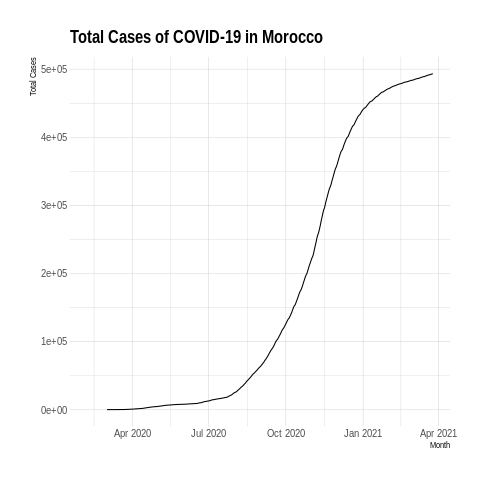 Total Cases of COVID-19 in Morocco
Total Cases
5e+05
4e+05
3e+05
2e+05
1e+05
0e+00
Apr 2020 Jul 2020 Oct 2020 Jan 2021 Apr 2021
Month